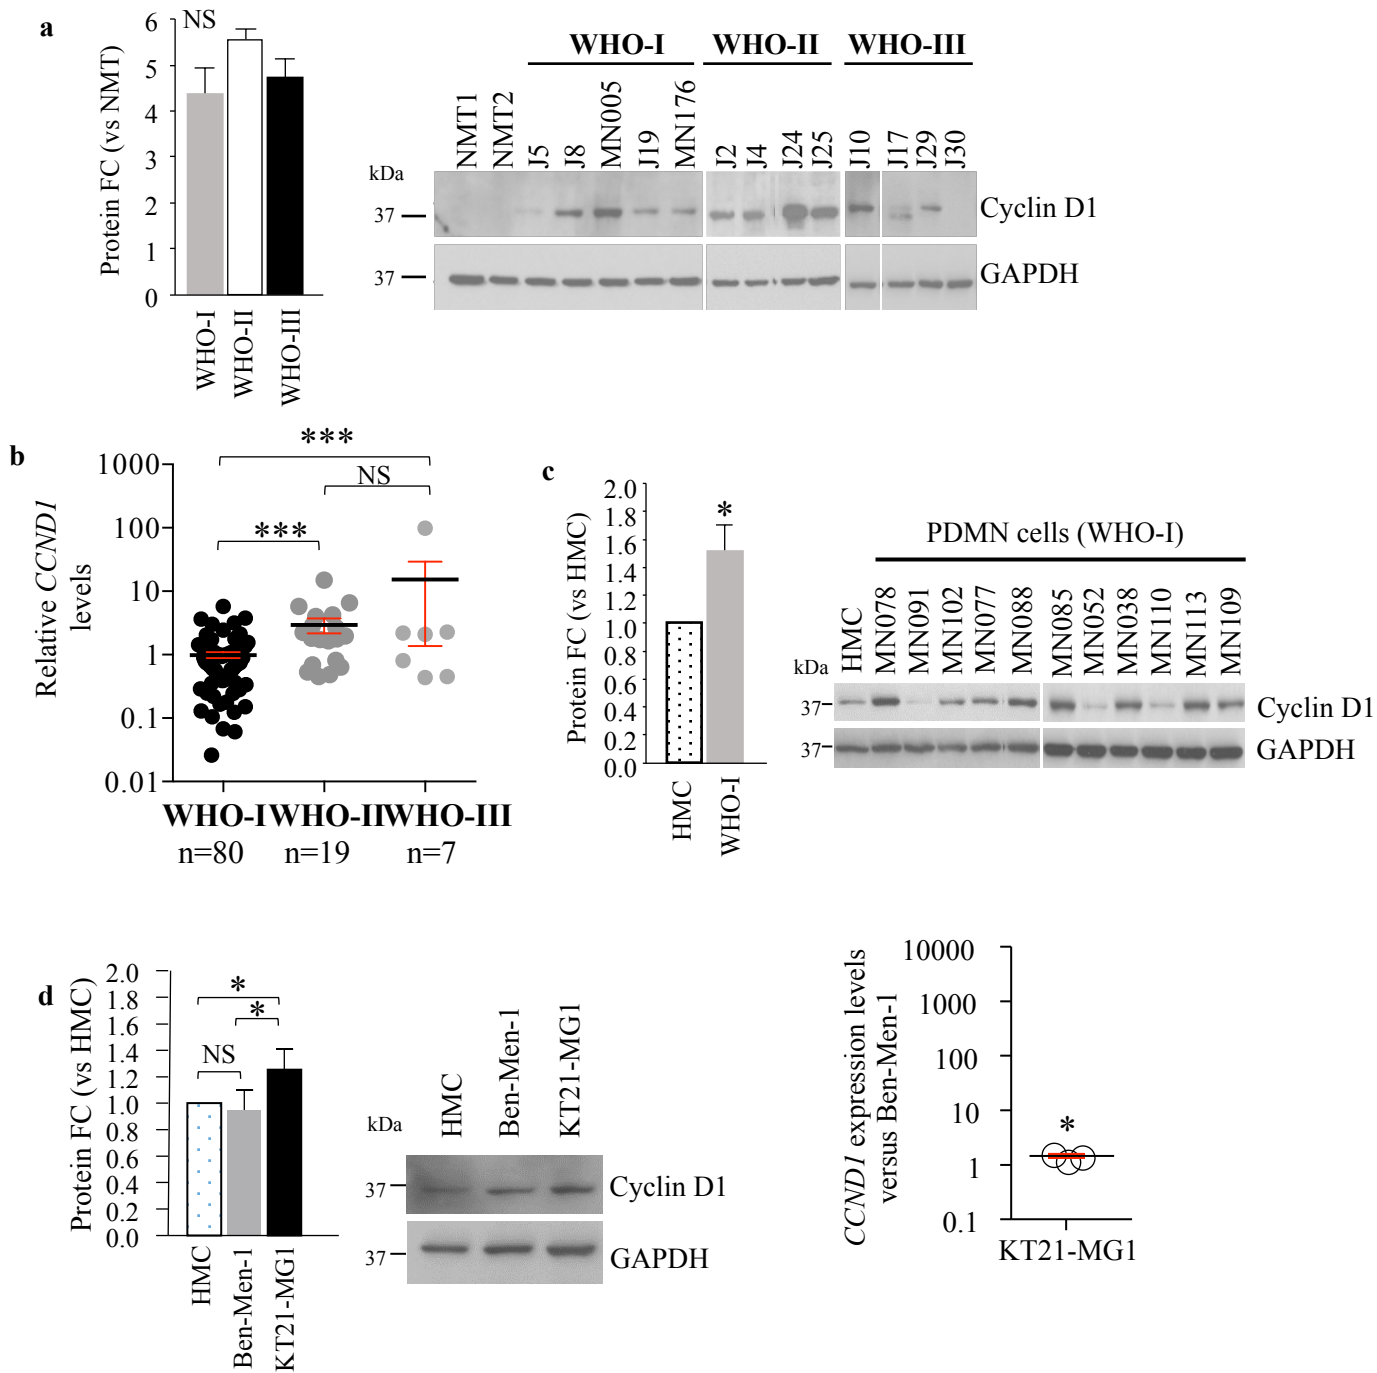 a
Protein FC (vs NMT)
6
5
4
3
2
1
0
NS
WHO-I
WHO-II
WHO-III
WHO-I WHO-II WHO-III
NMT1 NMT2 J5 J8 MN005 J19 MN176 J2 J4 J24 J25 J10 J17 J29 J30
kDa
37
Cyclin D1
37
GAPDH
b
Relative CCND1
levels
1000
100
10
1
0.1
0.01
***
NS
***
WHO-I WHO-II WHO-III
n=80 n=19 n=7
c
Protein FC (vs HMC)
2.0
1.8
1.6
1.4
1.2
1.0
0.8
0.6
0.4
0.2
0.0
*
HMC
WHO-I
PDMN cells (WHO-I)
HMC MN078 MN091 MN102 MN077 MN088 MN085 MN052 MN038 MN110 MN113 MN109
kDa
37
Cyclin D1
37
GAPDH
d
Protein FC (vs HMC)
2.0
1.8
1.6
1.4
1.2
1.0
0.8
0.6
0.4
0.2
0.0
*
*
NS
HMC
Ben-Men-1
KT21-MG1
HMC Ben-Men-1 KT21-MG1
kDa
37
Cyclin D1
37
GAPDH
CCND1 expression levels
versus Ben-Men-1
10000
1000
100
10
1
0.1
*
KT21-MG1